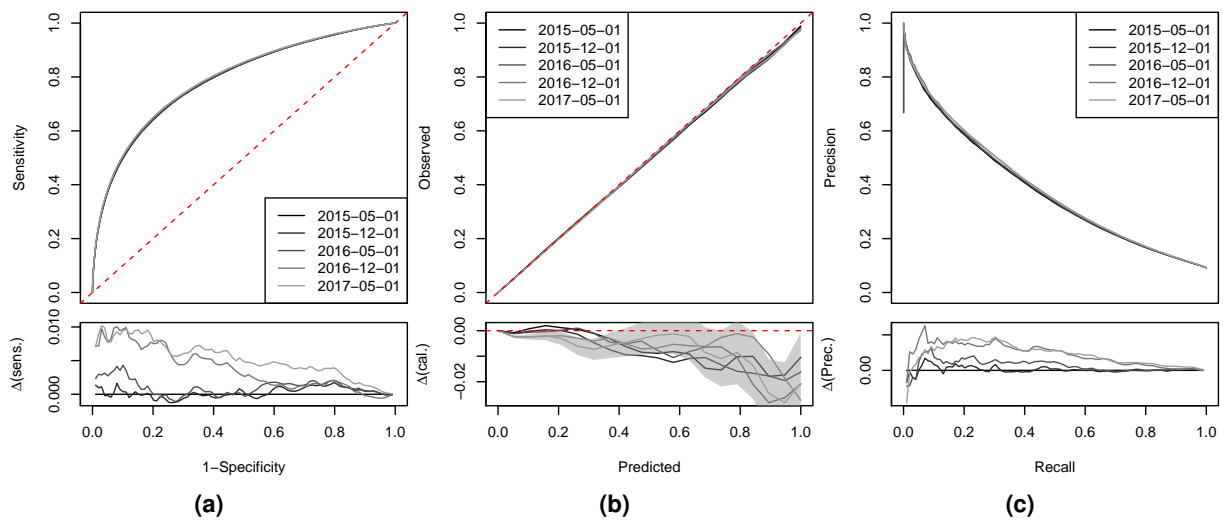 Sensitivity
0.0 0.2 0.4 0.6 0.8 1.0
2015−05−01
2015−12−01
2016−05−01
2016−12−01
2017−05−01
Δ(sens.)
0.000 0.010
0.0 0.2 0.4 0.6 0.8 1.0
1−Specificity
(a)
Observed
0.0 0.2 0.4 0.6 0.8 1.0
2015−05−01
2015−12−01
2016−05−01
2016−12−01
2017−05−01
Δ(cal.)
−0.02 0.00
0.0 0.2 0.4 0.6 0.8 1.0
Predicted
(b)
Precision
0.0 0.2 0.4 0.6 0.8 1.0
2015−05−01
2015−12−01
2016−05−01
2016−12−01
2017−05−01
Δ(Prec.)
0.00
0.0 0.2 0.4 0.6 0.8 1.0
Recall
(c)